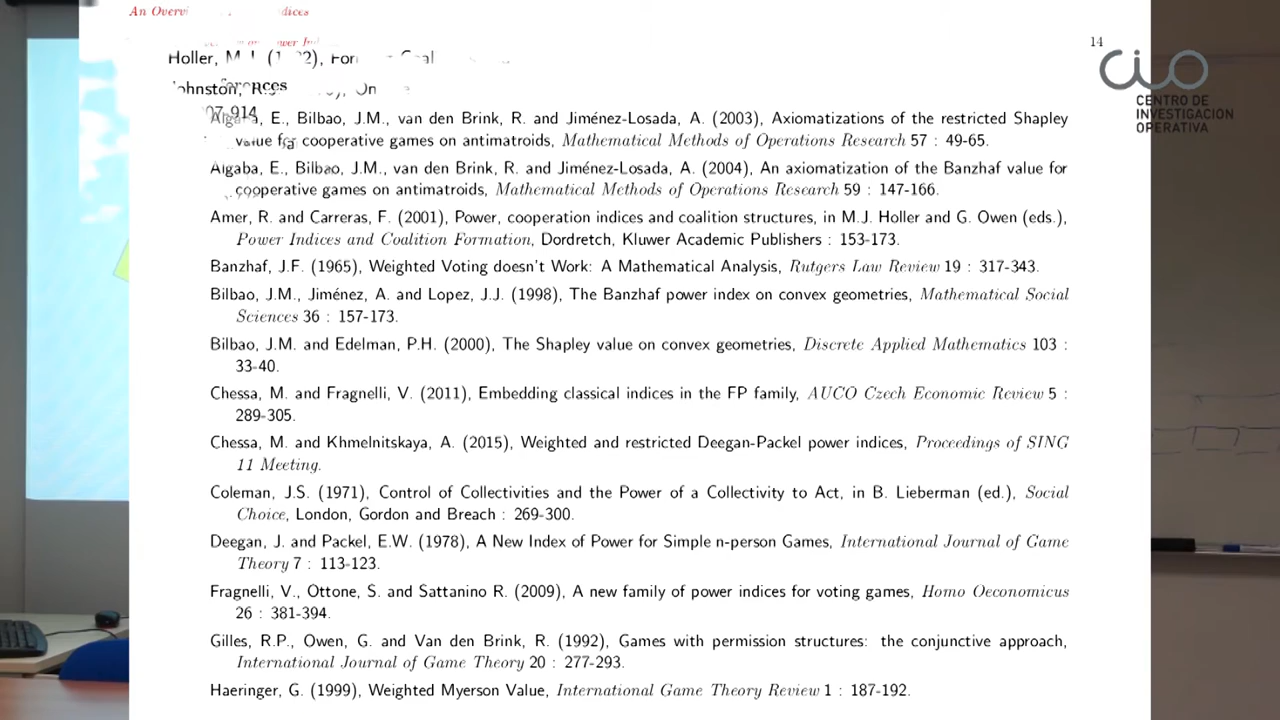 An Overvi dices
14
Holler, M.J. (1 2), For Coal
ohnston, R.
ferences
07-914
Algaba, E., Bilbao, J.M., van den Brink, R. and Jiménez-Losada, A. (2003), Axiomatizations of the restricted Shapley
value for cooperative games on antimatroids, Mathematical Methods of Operations Research 57 : 49-65.
Algaba, E., Bilbao, J.M., van den Brink, R. and Jiménez-Losada, A. (2004), An axiomatization of the Banzhaf value for
cooperative games on antimatroids, Mathematical Methods of Operations Research 59 : 147-166.
Amer, R. and Carreras, F. (2001), Power, cooperation indices and coalition structures, in M.J. Holler and G. Owen (eds.),
Power Indices and Coalition Formation, Dordretch, Kluwer Academic Publishers : 153-173.
Banzhaf, J.F. (1965), Weighted Voting doesn't Work: A Mathematical Analysis, Rutgers Law Review 19 : 317-343.
Bilbao, J.M., Jiménez, A. and Lopez, J.J. (1998), The Banzhaf power index on convex geometries, Mathematical Social
Sciences 36 : 157-173.
Bilbao, J.M. and Edelman, P.H. (2000), The Shapley value on convex geometries, Discrete Applied Mathematics 103 :
33-40.
Chessa, M. and Fragnelli, V. (2011), Embedding classical indices in the FP family, AUCO Czech Economic Review 5 :
289-305.
Chessa, M. and Khmelnitskaya, A. (2015), Weighted and restricted Deegan-Packel power indices, Proceedings of SING
11 Meeting.
Coleman, J.S. (1971), Control of Collectivities and the Power of a Collectivity to Act, in B. Lieberman (ed.), Social
Choice, London, Gordon and Breach : 269-300.
Deegan, J. and Packel, E.W. (1978), A New Index of Power for Simple n-person Games, International Journal of Game
Theory 7 : 113-123.
Fragnelli, V., Ottone, S. and Sattanino R. (2009), A new family of power indices for voting games, Homo Oeconomicus
26 : 381-394.
Gilles, R.P., Owen, G. and Van den Brink, R. (1992), Games with permission structures: the conjunctive approach,
International Journal of Game Theory 20 : 277-293.
Haeringer, G. (1999), Weighted Myerson Value, International Game Theory Review 1 : 187-192.
cio
CENTRO DE
INVESTIGACION
OPERATIVA